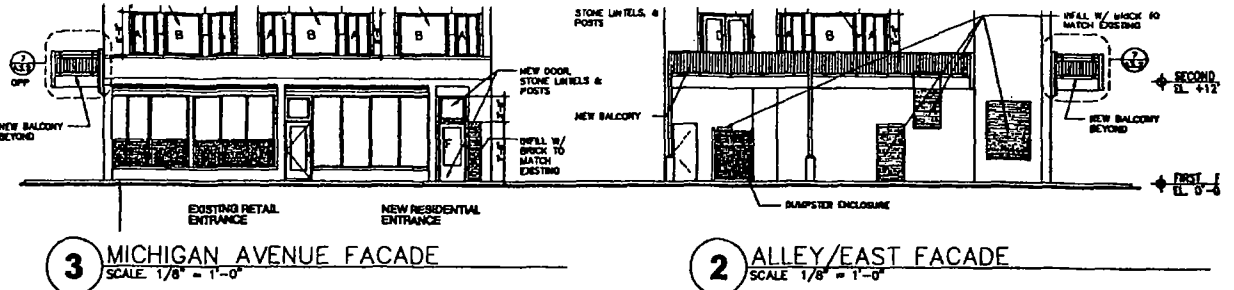 A
B
A
B
B
A
7
OPP
NEW BALCONY
BEYOND
NEW DOOR,
STONE LINTELS &
POSTS
INFILL W/
BRICK TO
MATCH
EXISTING
EXISTING RETAIL
ENTRANCE
NEW RESIDENTIAL
ENTRANCE
3
MICHIGAN AVENUE FACADE
SCALE 1/8" = 1'-0"
STONE LINTELS, &
POSTS
A
B
A
INFILL W/ BRICK TO
MATCH EXISTING
7
SECOND
EL. +12'
NEW BALCONY
NEW BALCONY
BEYOND
FIRST F
EL. 0'-0
DUMPSTER ENCLOSURE
2
ALLEY/EAST FACADE
SCALE 1/8" = 1'-0"